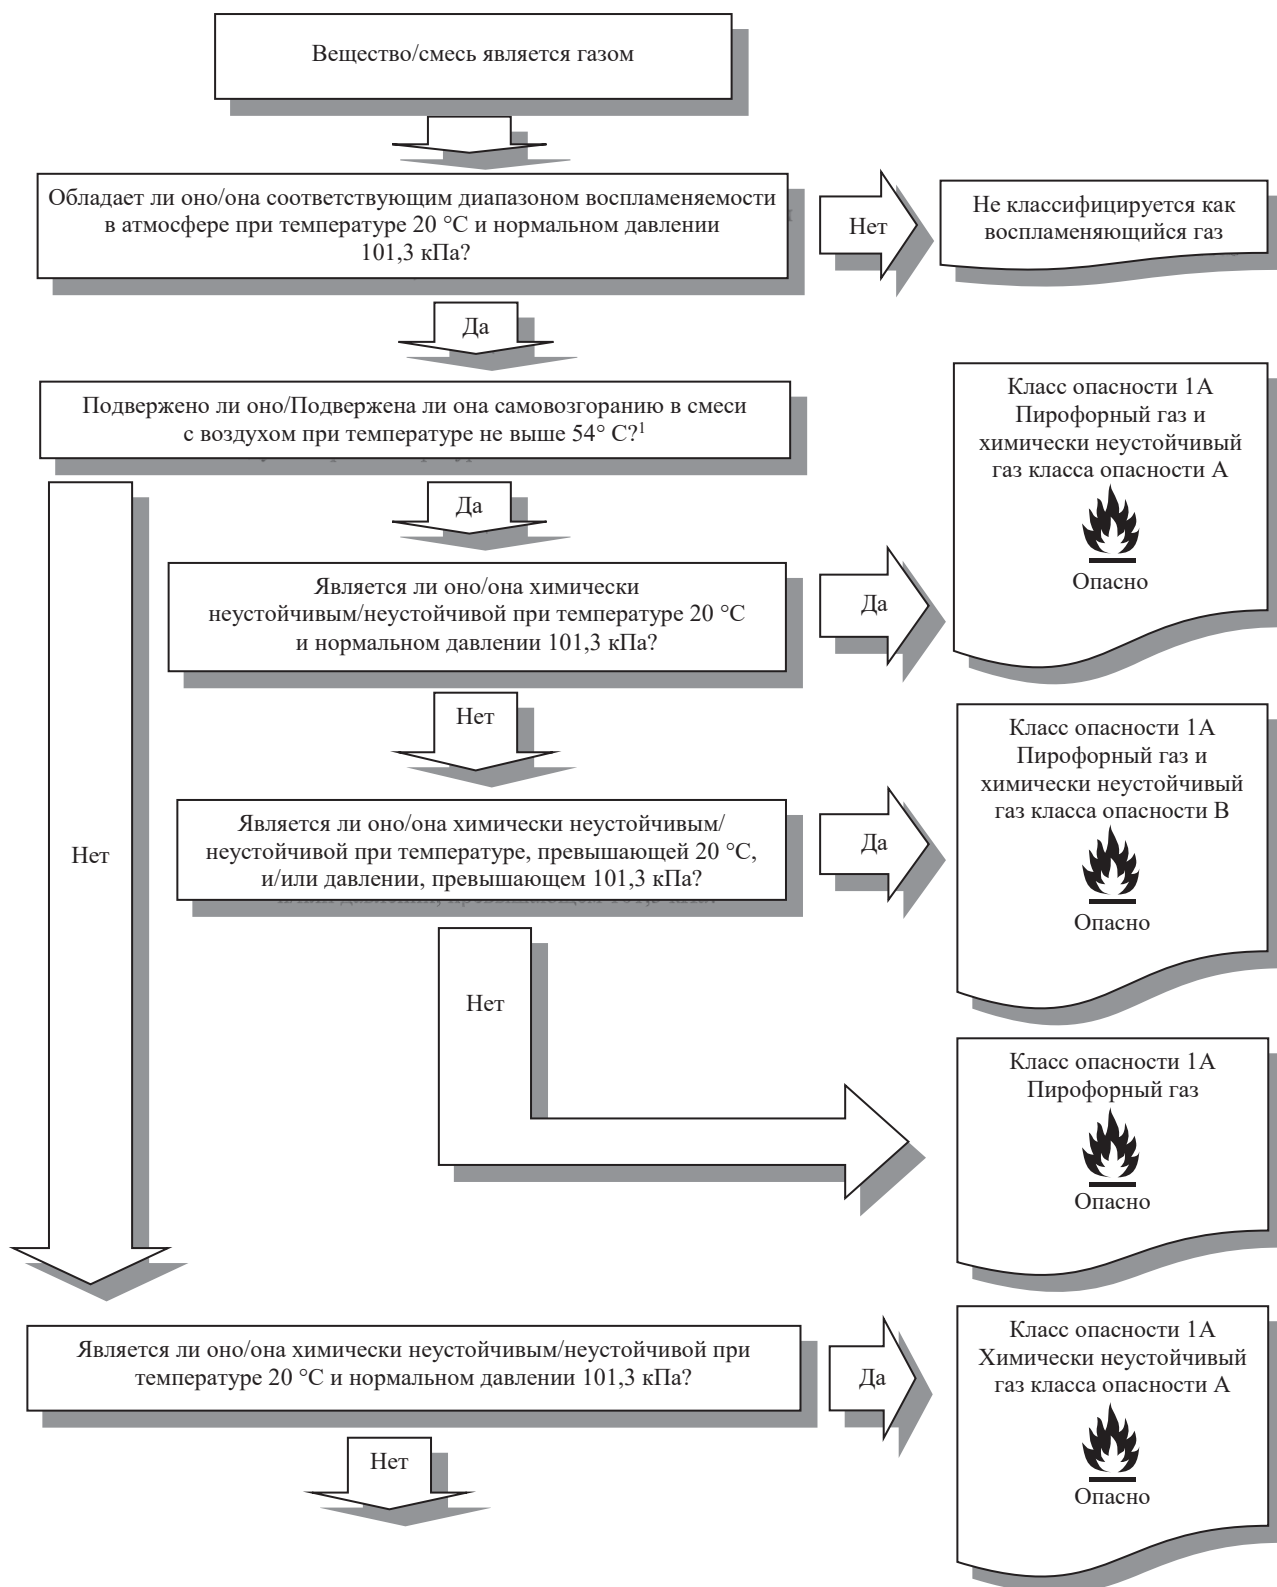 Вещество/смесь является газом
Обладает ли оно/она соответствующим диапазоном воспламеняемости
в атмосфере при температуре 20 °C и нормальном давлении
101,3 кПа?
Нет
Не классифицируется как
воспламеняющийся газ
Да
Подвержено ли оно/Подвержена ли она самовозгоранию в смеси
с воздухом при температуре не выше 54° C?¹
Да
Класс опасности 1A
Пирофорный газ и
химически неустойчивый
газ класса опасности A
Опасно
Является ли оно/она химически
неустойчивым/неустойчивой при температуре 20 °C
и нормальном давлении 101,3 кПа?
Да
Нет
Класс опасности 1A
Пирофорный газ и
химически неустойчивый
газ класса опасности B
Опасно
Является ли оно/она химически неустойчивым/
неустойчивой при температуре, превышающей 20 °C,
и/или давлении, превышающем 101,3 кПа?
Да
Нет
Нет
Класс опасности 1A
Пирофорный газ
Опасно
Является ли оно/она химически неустойчивым/неустойчивой при
температуре 20 °C и нормальном давлении 101,3 кПа?
Да
Класс опасности 1A
Химически неустойчивый
газ класса опасности A
Опасно
Нет